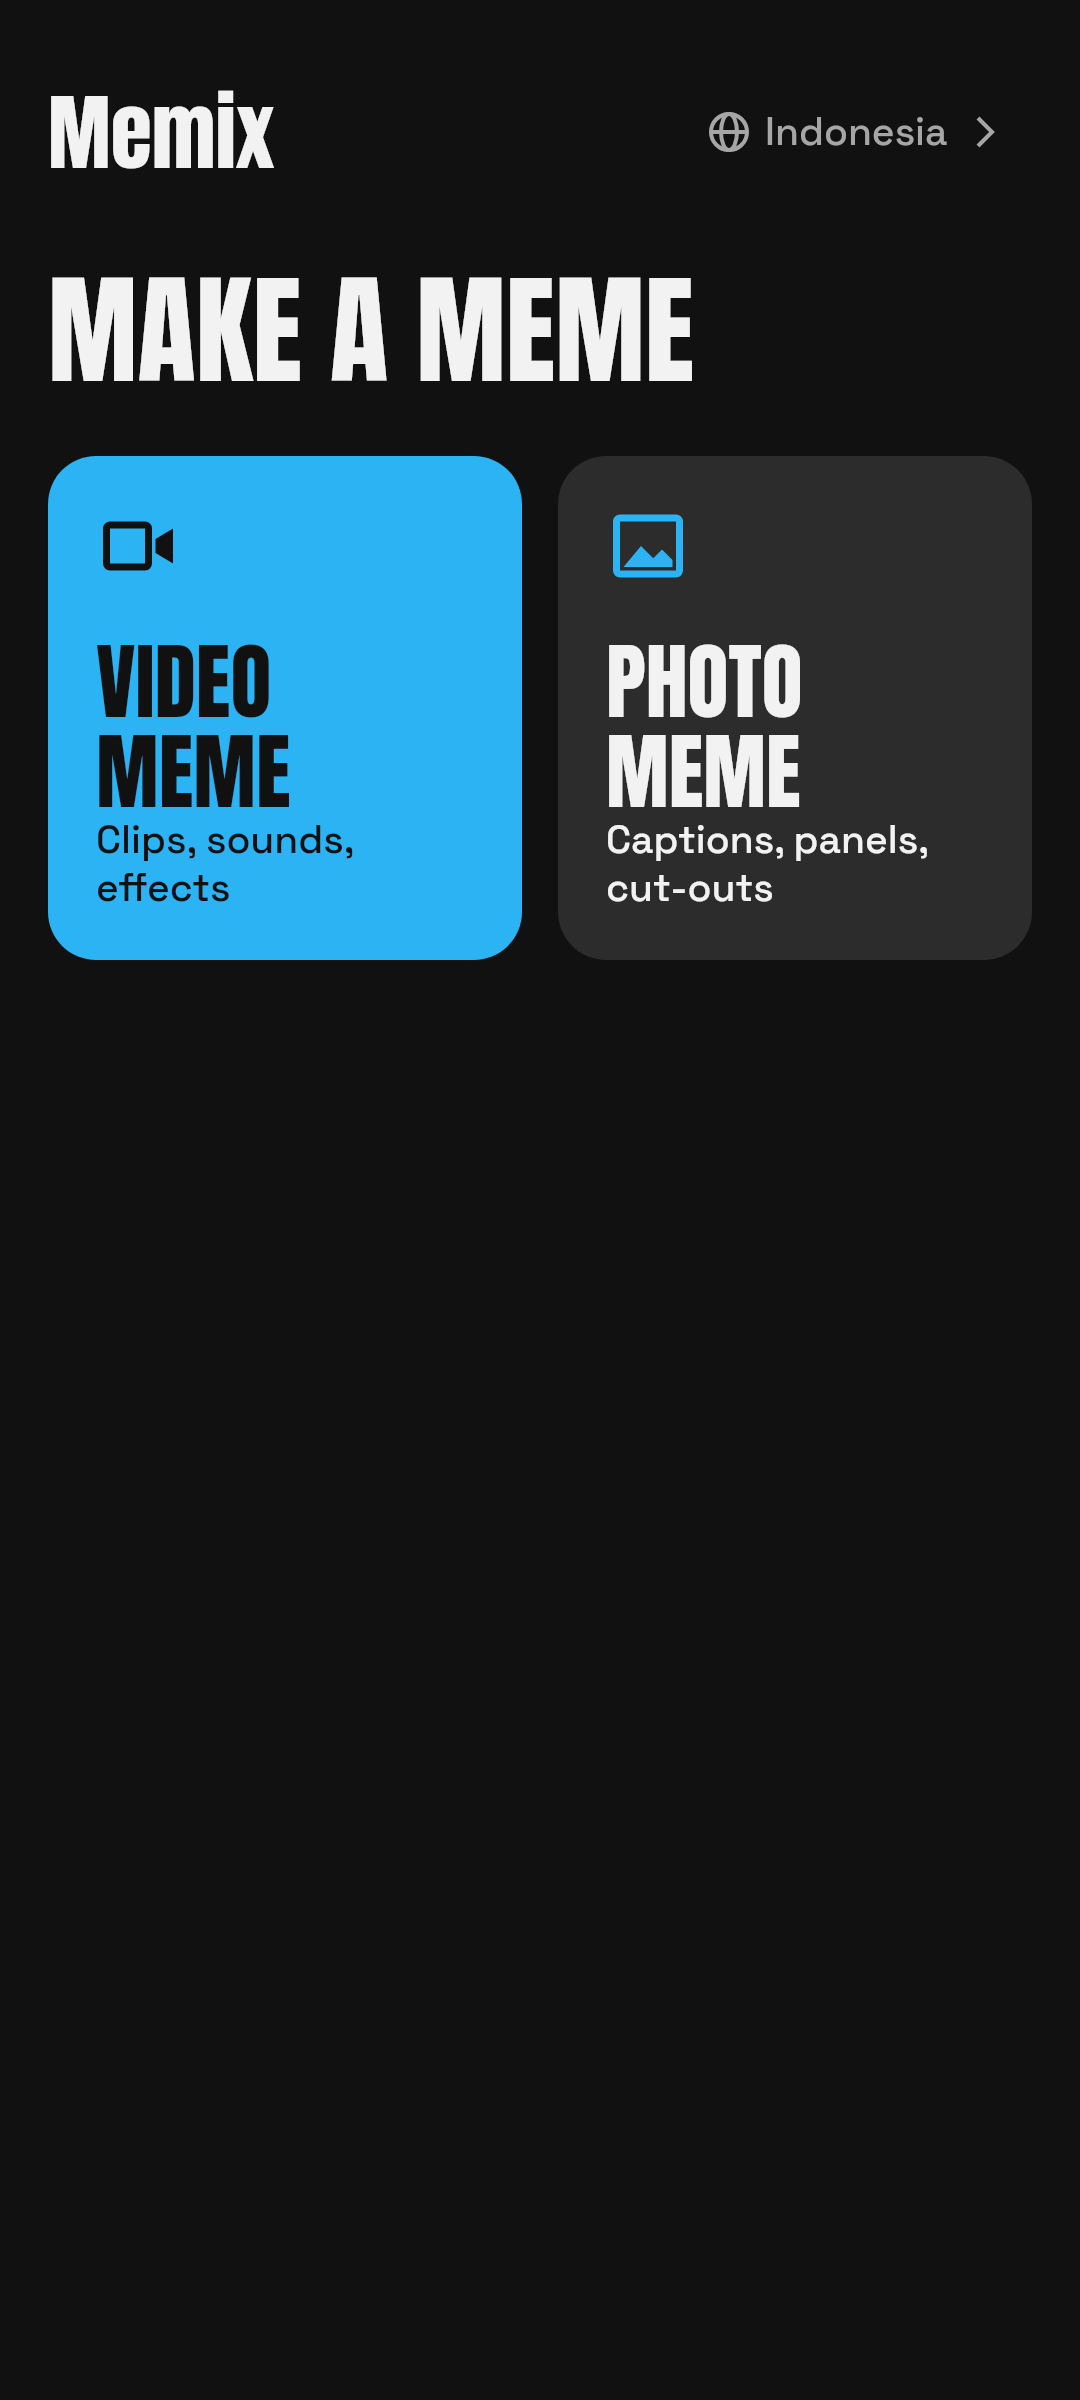 Memix
Indonesia
MAKE A MEME
VIDEO
MEME
Clips, sounds,
effects
PHOTO
MEME
Captions, panels,
cut-outs